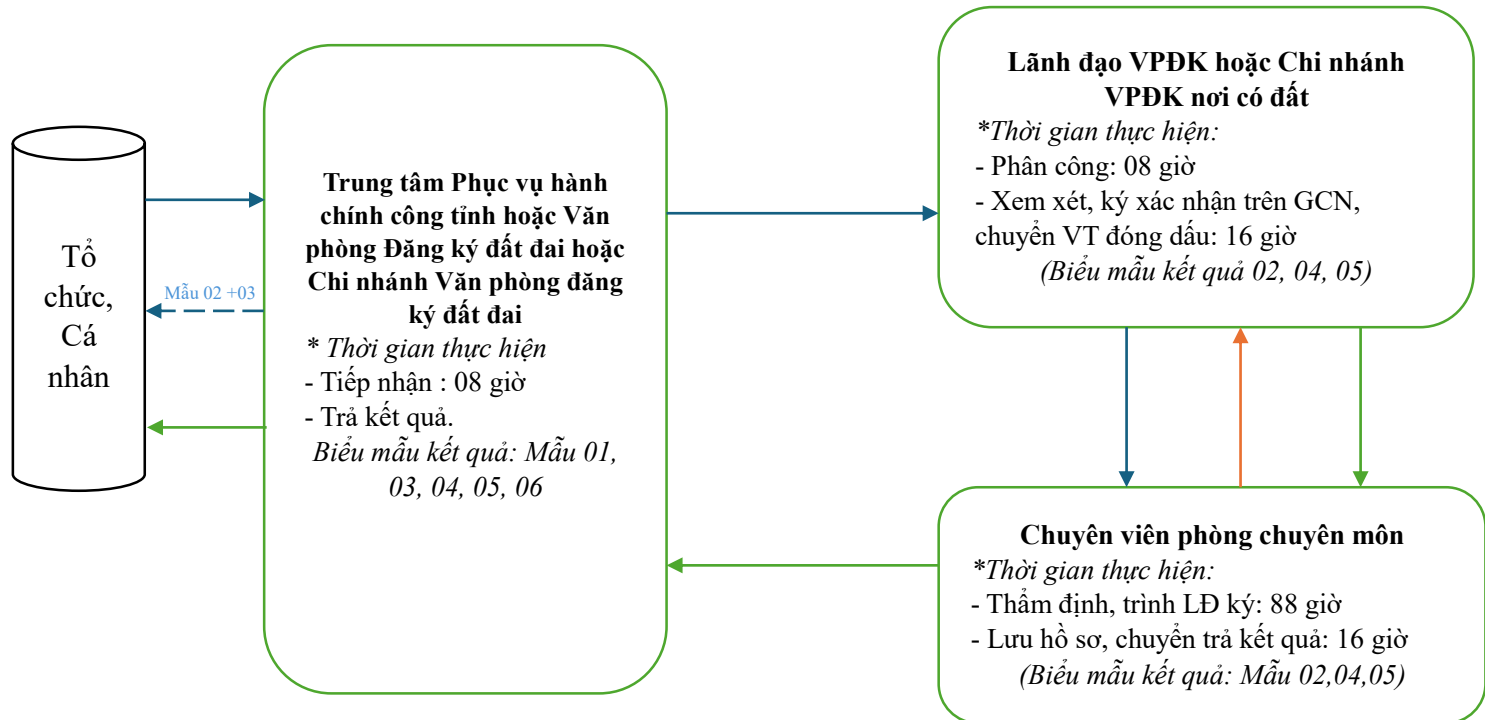 Tổ
chức,
Cá
nhân
Mẫu 02 +03
Trung tâm Phục vụ hành
chính công tỉnh hoặc Văn
phòng Đăng ký đất đai hoặc
Chi nhánh Văn phòng đăng
ký đất đai
* Thời gian thực hiện
- Tiếp nhận : 08 giờ
- Trả kết quả.
Biểu mẫu kết quả: Mẫu 01,
03, 04, 05, 06
Lãnh đạo VPĐK hoặc Chi nhánh
VPĐK nơi có đất
*Thời gian thực hiện:
- Phân công: 08 giờ
- Xem xét, ký xác nhận trên GCN,
chuyển VT đóng dấu: 16 giờ
(Biểu mẫu kết quả 02, 04, 05)
Chuyên viên phòng chuyên môn
*Thời gian thực hiện:
- Thẩm định, trình LĐ ký: 88 giờ
- Lưu hồ sơ, chuyển trả kết quả: 16 giờ
(Biểu mẫu kết quả: Mẫu 02,04,05)